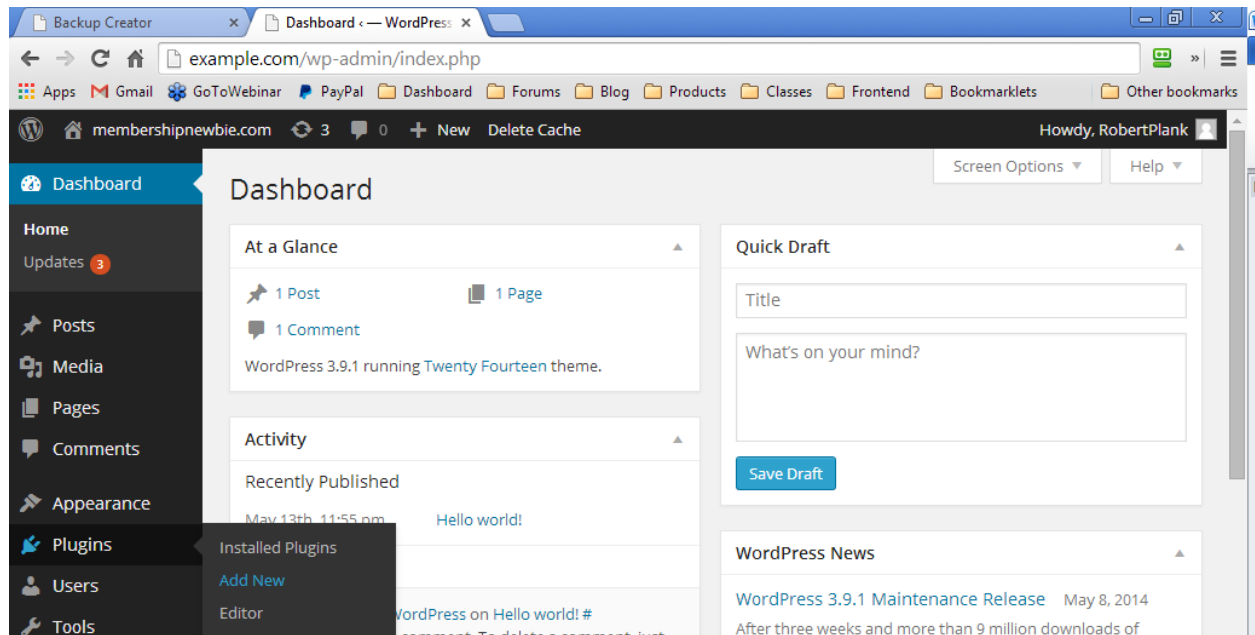 Backup Creator
Dashboard ‹ — WordPress
example.com/wp-admin/index.php
»
Apps Gmail GoToWebinar PayPal Dashboard Forums Blog Products Classes Frontend Bookmarklets Other bookmarks
membershipnewbie.com 3 0 + New Delete Cache Howdy, RobertPlank
Screen Options Help
Dashboard
Home
Updates 3
Posts
Media
Pages
Comments
Appearance
Plugins
Users
Tools
Installed Plugins
Add New
Editor
Dashboard
At a Glance
1 Post 1 Page
1 Comment
WordPress 3.9.1 running Twenty Fourteen theme.
Activity
Recently Published
May 13th, 11:55 pm Hello world!
WordPress on Hello world! #
comment. To delete a comment, just
Quick Draft
Title
What's on your mind?
Save Draft
WordPress News
WordPress 3.9.1 Maintenance Release May 8, 2014
After three weeks and more than 9 million downloads of